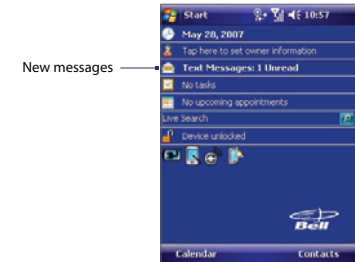 Start 10:57
May 28, 2007
Tap here to set owner information
New messages
Text Messages: 1 Unread
No tasks
No upcoming appointments
Live Search
Device unlocked
Bell
Calendar Contacts